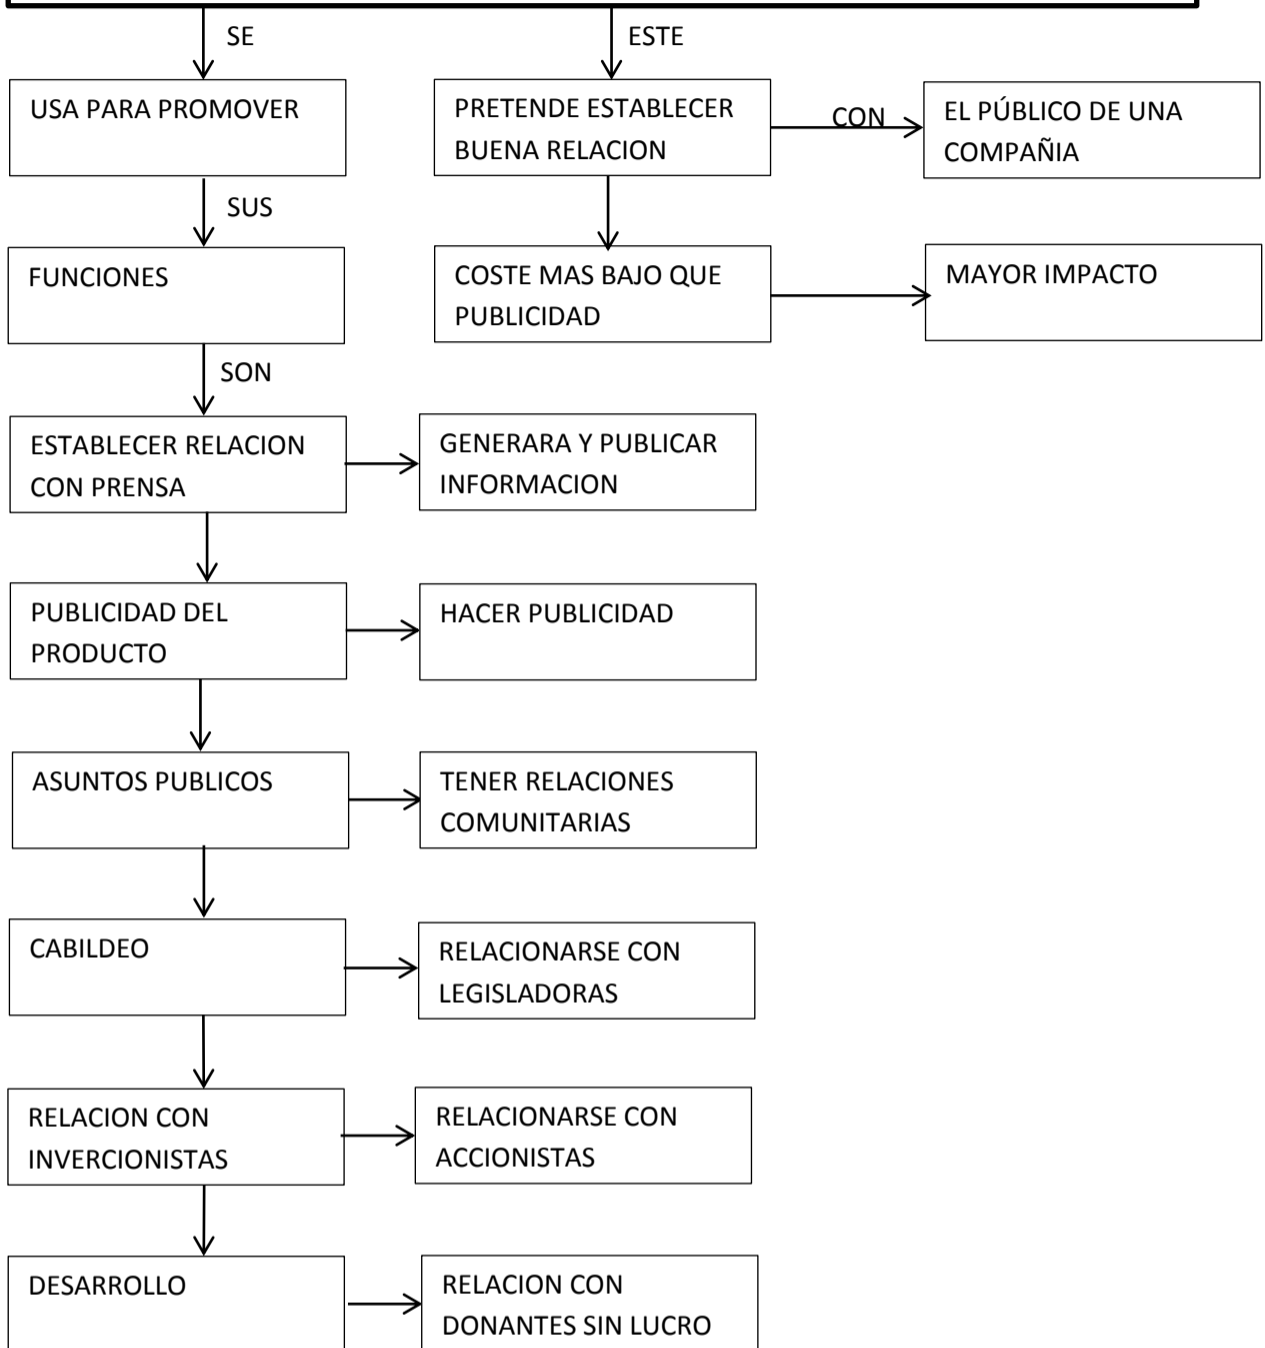 SE
ESTE
USA PARA PROMOVER
PRETENDE ESTABLECER
BUENA RELACION
CON
EL PÚBLICO DE UNA
COMPAÑIA
SUS
FUNCIONES
COSTE MAS BAJO QUE
PUBLICIDAD
MAYOR IMPACTO
SON
ESTABLECER RELACION
CON PRENSA
GENERARA Y PUBLICAR
INFORMACION
PUBLICIDAD DEL
PRODUCTO
HACER PUBLICIDAD
ASUNTOS PUBLICOS
TENER RELACIONES
COMUNITARIAS
CABILDEO
RELACIONARSE CON
LEGISLADORAS
RELACION CON
INVERCIONISTAS
RELACIONARSE CON
ACCIONISTAS
DESARROLLO
RELACION CON
DONANTES SIN LUCRO